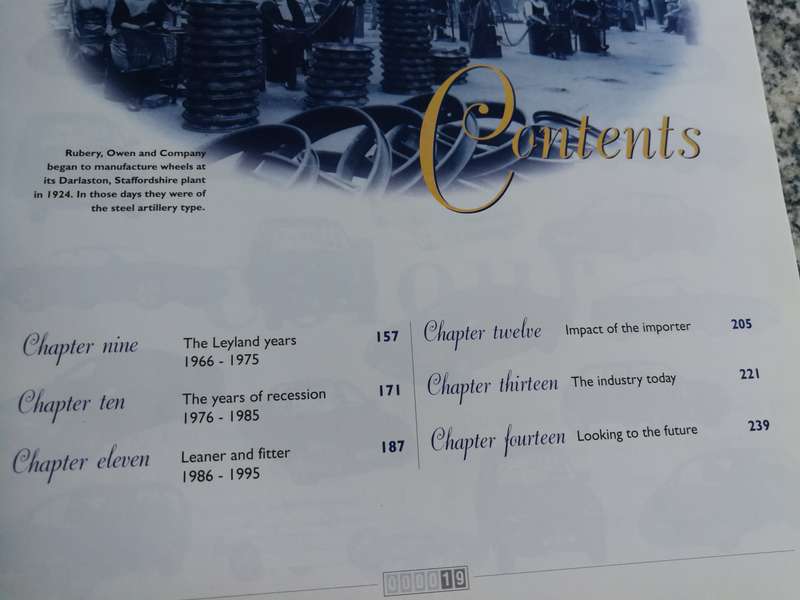 Contents
Rubery, Owen and Company
began to manufacture wheels at
its Darlaston, Staffordshire plant
in 1924. In those days they were of
the steel artillery type.
Chapter nine The Leyland years 157
1966 - 1975
Chapter ten The years of recession 171
1976 - 1985
Chapter eleven Leaner and fitter 187
1986 - 1995
Chapter twelve Impact of the importer 205
Chapter thirteen The industry today 221
Chapter fourteen Looking to the future 239
000019